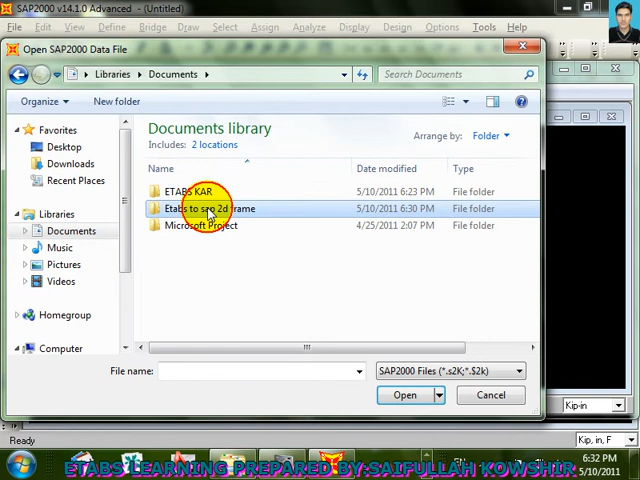 SAP2000 v14.1.0 Advanced - (Untitled)
File Edit View Define Draw Select Assign Analyze Display Design Options Tools Help
Open SAP2000 Data File
Libraries Documents
Search Documents
Organize New folder
Favorites
Desktop
Downloads
Recent Places
Libraries
Documents
Music
Pictures
Videos
Homegroup
Computer
Documents library
Includes: 2 locations
Arrange by: Folder
Name Date modified Type
ETABS KAR 5/10/2011 6:23 PM File folder
Etabs to sap 2d frame 5/10/2011 6:30 PM File folder
Microsoft Project 4/25/2011 2:07 PM File folder
File name: SAP2000 Files (*.s2K;*.$2k)
Open Cancel
Kip-in
Ready Kip, in, F
6:32 PM
5/10/2011
ETABS LEARNING PREPARED BY:SAIFULLAH KOWSHIR